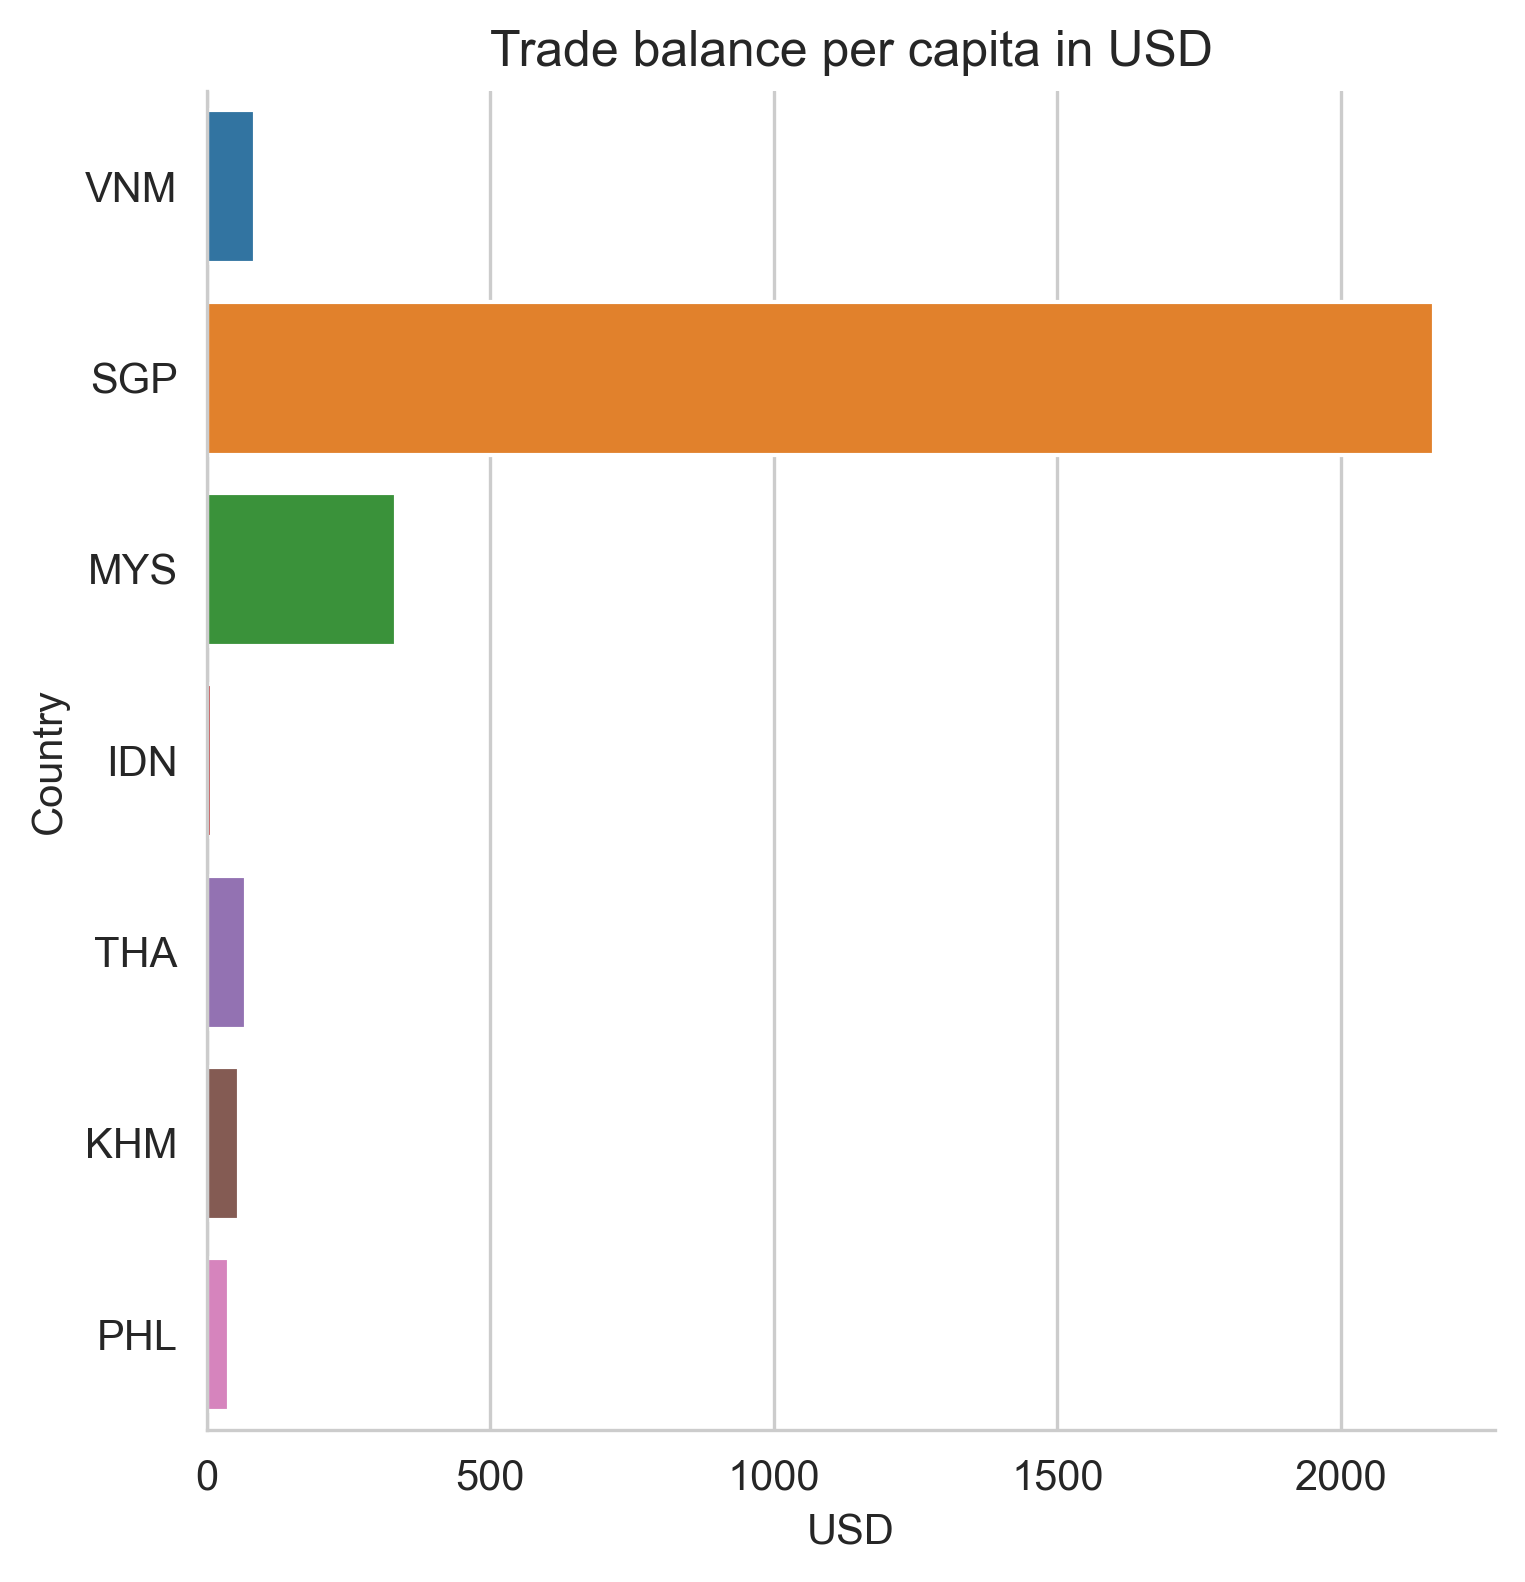 Trade balance per capita in USD
VNM
SGP
MYS
IDN
THA
KHM
PHL
Country
0 500 1000 1500 2000
USD